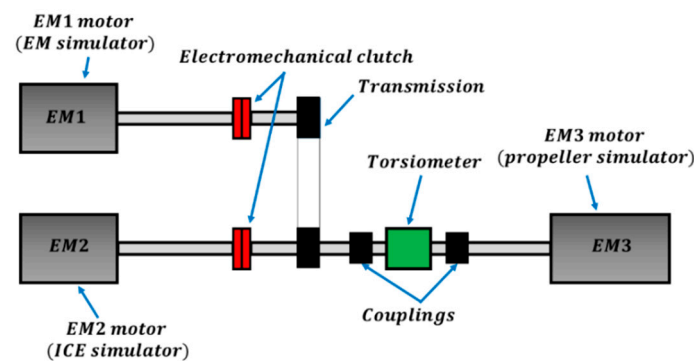 EM1 motor
(EM simulator)
Electromechanical clutch
Transmission
EM1
EM3 motor
(propeller simulator)
Torsiometer
EM2
EM3
Couplings
EM2 motor
(ICE simulator)